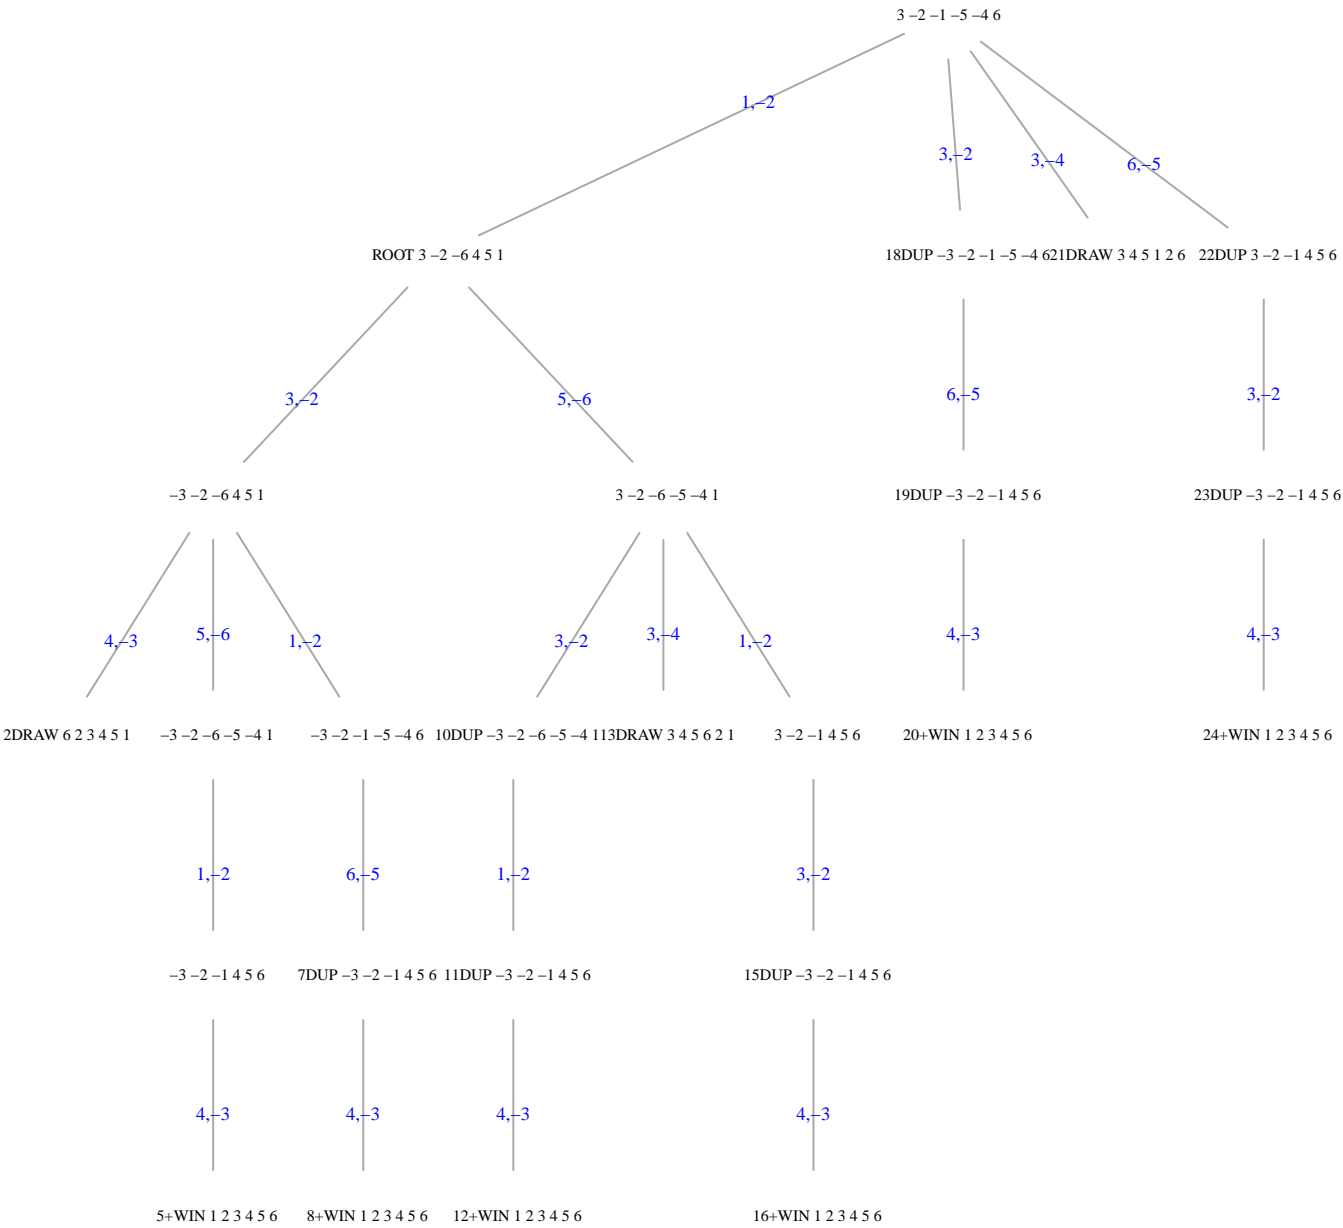 3 –2 –1 –5 –4 6
1,–2
3,–2
3,–4
6,–5
ROOT 3 –2 –6 4 5 1
18DUP –3 –2 –1 –5 –4 6
21DRAW 3 4 5 1 2 6
22DUP 3 –2 –1 4 5 6
3,–2
5,–6
6,–5
3,–2
–3 –2 –6 4 5 1
3 –2 –6 –5 –4 1
19DUP –3 –2 –1 4 5 6
23DUP –3 –2 –1 4 5 6
4,–3
5,–6
1,–2
3,–2
3,–4
1,–2
4,–3
4,–3
2DRAW 6 2 3 4 5 1
–3 –2 –6 –5 –4 1
–3 –2 –1 –5 –4 6
10DUP –3 –2 –6 –5 –4 1
13DRAW 3 4 5 6 2 1
3 –2 –1 4 5 6
20+WIN 1 2 3 4 5 6
24+WIN 1 2 3 4 5 6
1,–2
6,–5
1,–2
3,–2
–3 –2 –1 4 5 6
7DUP –3 –2 –1 4 5 6
11DUP –3 –2 –1 4 5 6
15DUP –3 –2 –1 4 5 6
4,–3
4,–3
4,–3
4,–3
5+WIN 1 2 3 4 5 6
8+WIN 1 2 3 4 5 6
12+WIN 1 2 3 4 5 6
16+WIN 1 2 3 4 5 6